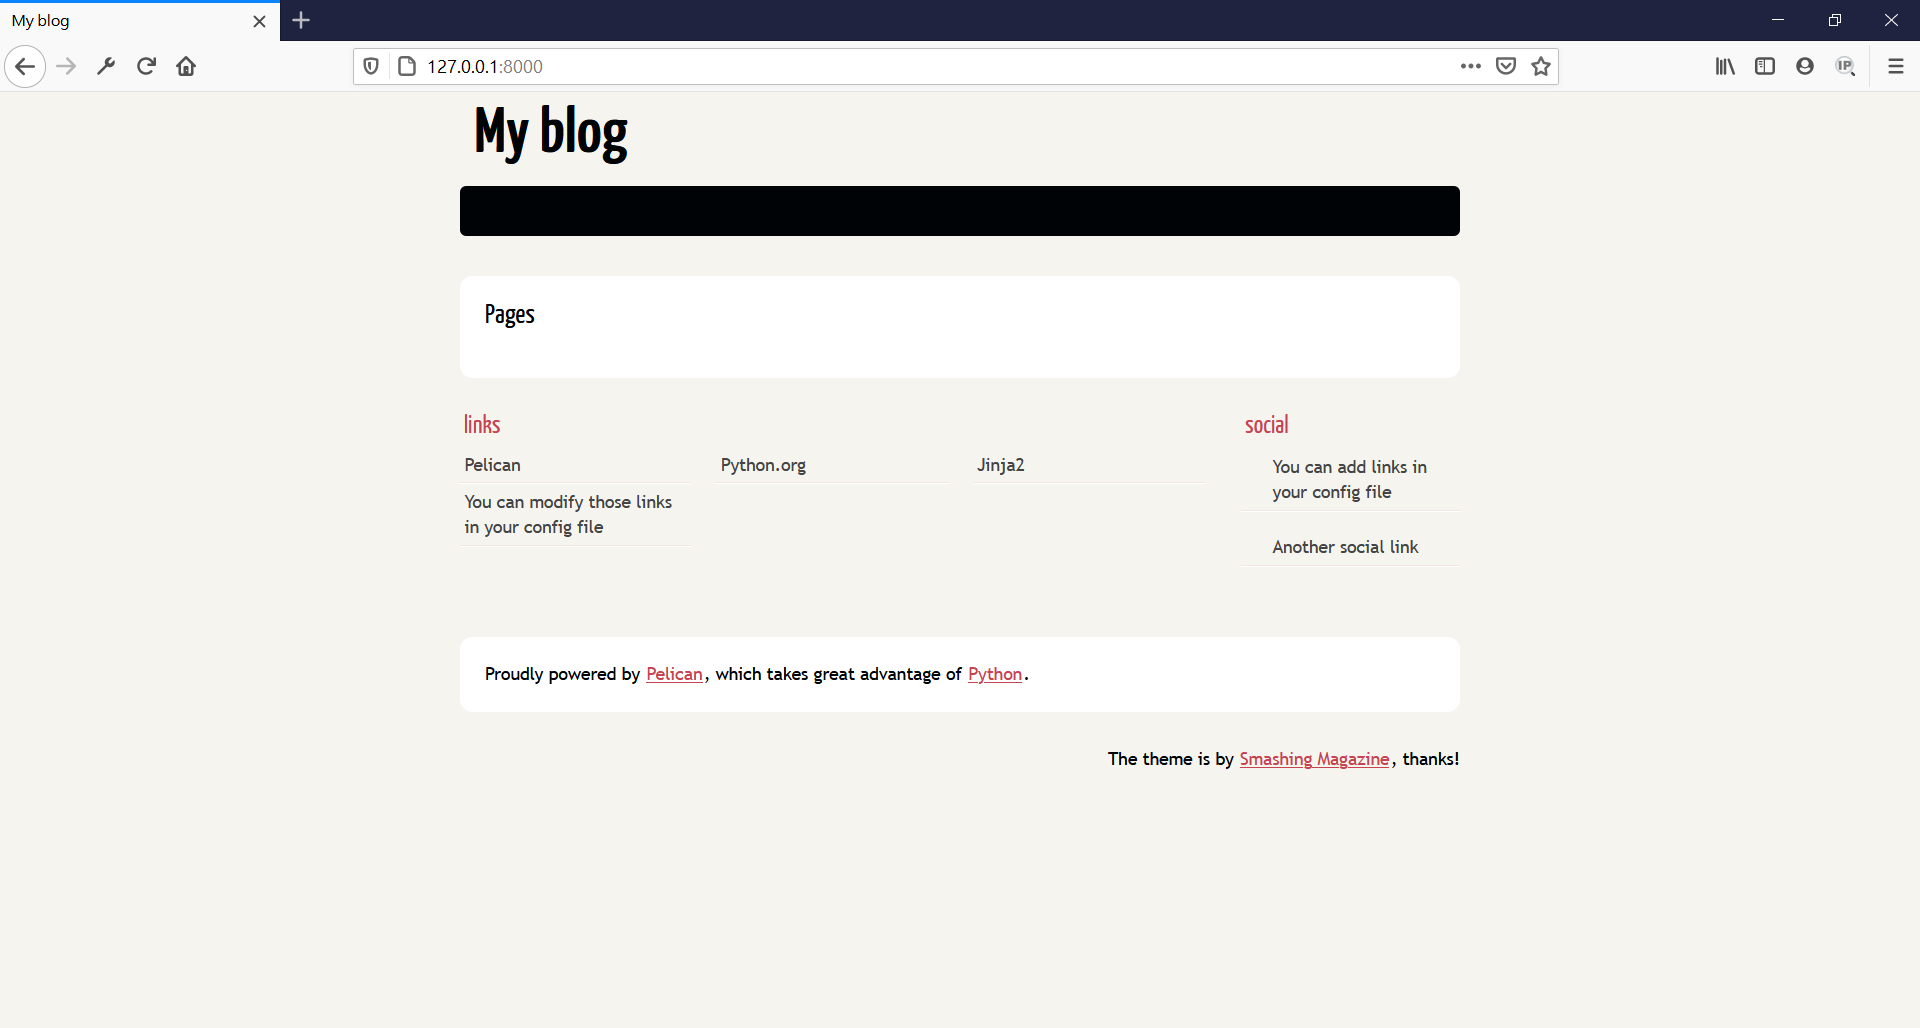 My blog
127.0.0.1:8000
IP
My blog
Pages
links
social
Pelican
Python.org
Jinja2
You can modify those links
in your config file
You can add links in
your config file
Another social link
Proudly powered by Pelican, which takes great advantage of Python.
The theme is by Smashing Magazine, thanks!